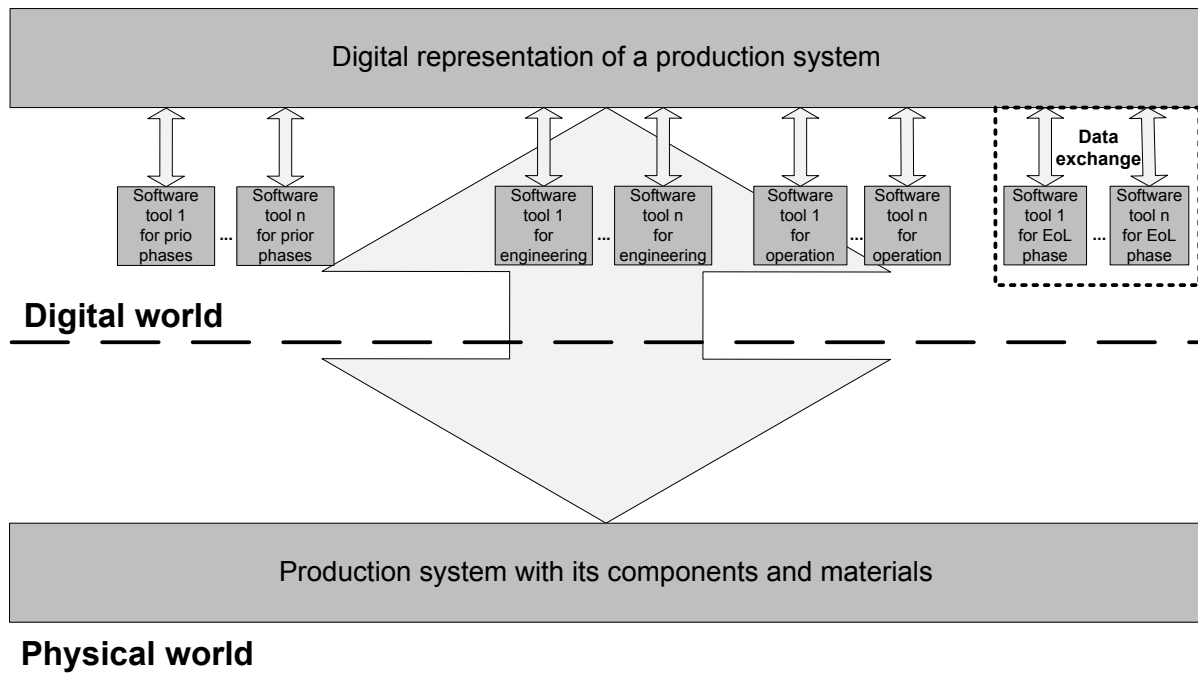 Digital representation of a production system
Data
exchange
Software
tool 1
for prio
phases
...
Software
tool n
for prior
phases
Software
tool 1
for
engineering
...
Software
tool n
for
engineering
Software
tool 1
for
operation
...
Software
tool n
for
operation
Software
tool 1
for EoL
phase
...
Software
tool n
for EoL
phase
Digital world
Production system with its components and materials
Physical world